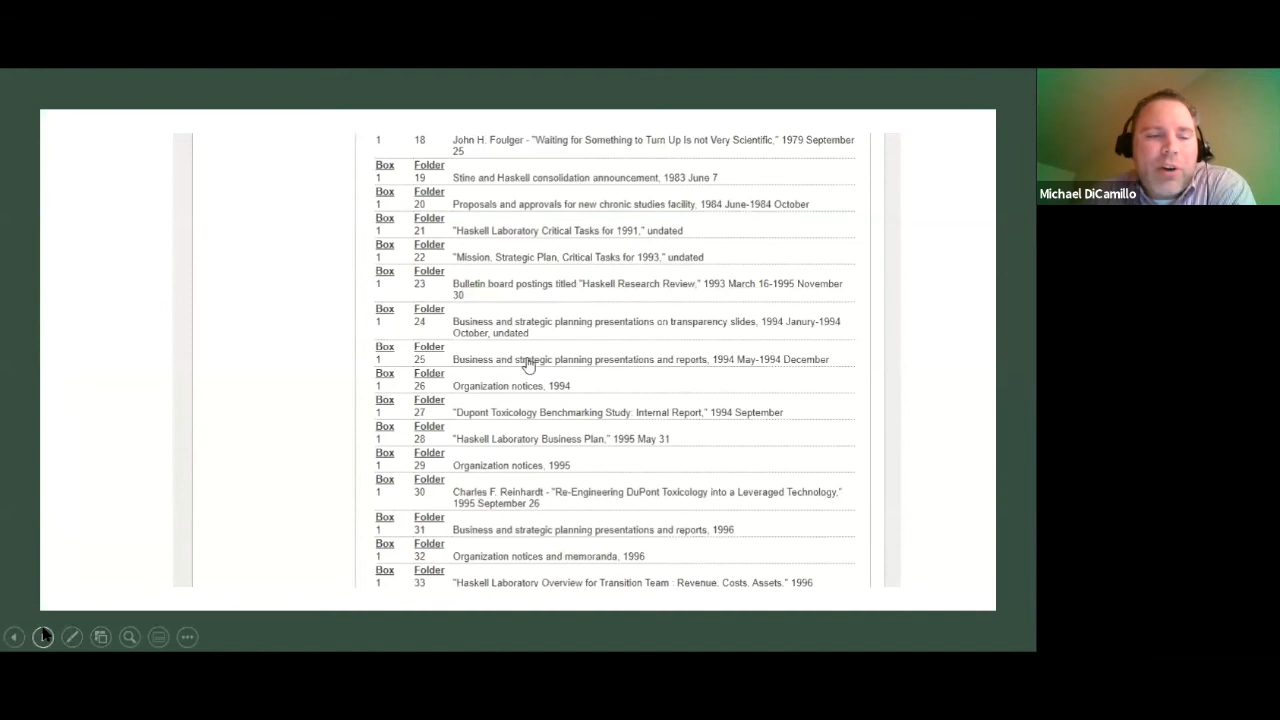 1 18 John H. Foulger - "Waiting for Something to Turn Up Is not Very Scientific," 1979 September
25
Box Folder
1 19 Stine and Haskell consolidation announcement, 1983 June 7
Box Folder
1 20 Proposals and approvals for new chronic studies facility, 1984 June-1984 October
Box Folder
1 21 "Haskell Laboratory Critical Tasks for 1991," undated
Box Folder
1 22 "Mission, Strategic Plan, Critical Tasks for 1993," undated
Box Folder
1 23 Bulletin board postings titled "Haskell Research Review," 1993 March 16-1995 November
30
Box Folder
1 24 Business and strategic planning presentations on transparency slides, 1994 Janury-1994
October, undated
Box Folder
1 25 Business and strategic planning presentations and reports, 1994 May-1994 December
Box Folder
1 26 Organization notices, 1994
Box Folder
1 27 "Dupont Toxicology Benchmarking Study: Internal Report," 1994 September
Box Folder
1 28 "Haskell Laboratory Business Plan," 1995 May 31
Box Folder
1 29 Organization notices, 1995
Box Folder
1 30 Charles F. Reinhardt - "Re-Engineering DuPont Toxicology into a Leveraged Technology,"
1995 September 26
Box Folder
1 31 Business and strategic planning presentations and reports, 1996
Box Folder
1 32 Organization notices and memoranda, 1996
Box Folder
1 33 "Haskell Laboratory Overview for Transition Team : Revenue, Costs, Assets," 1996
Michael DiCamillo